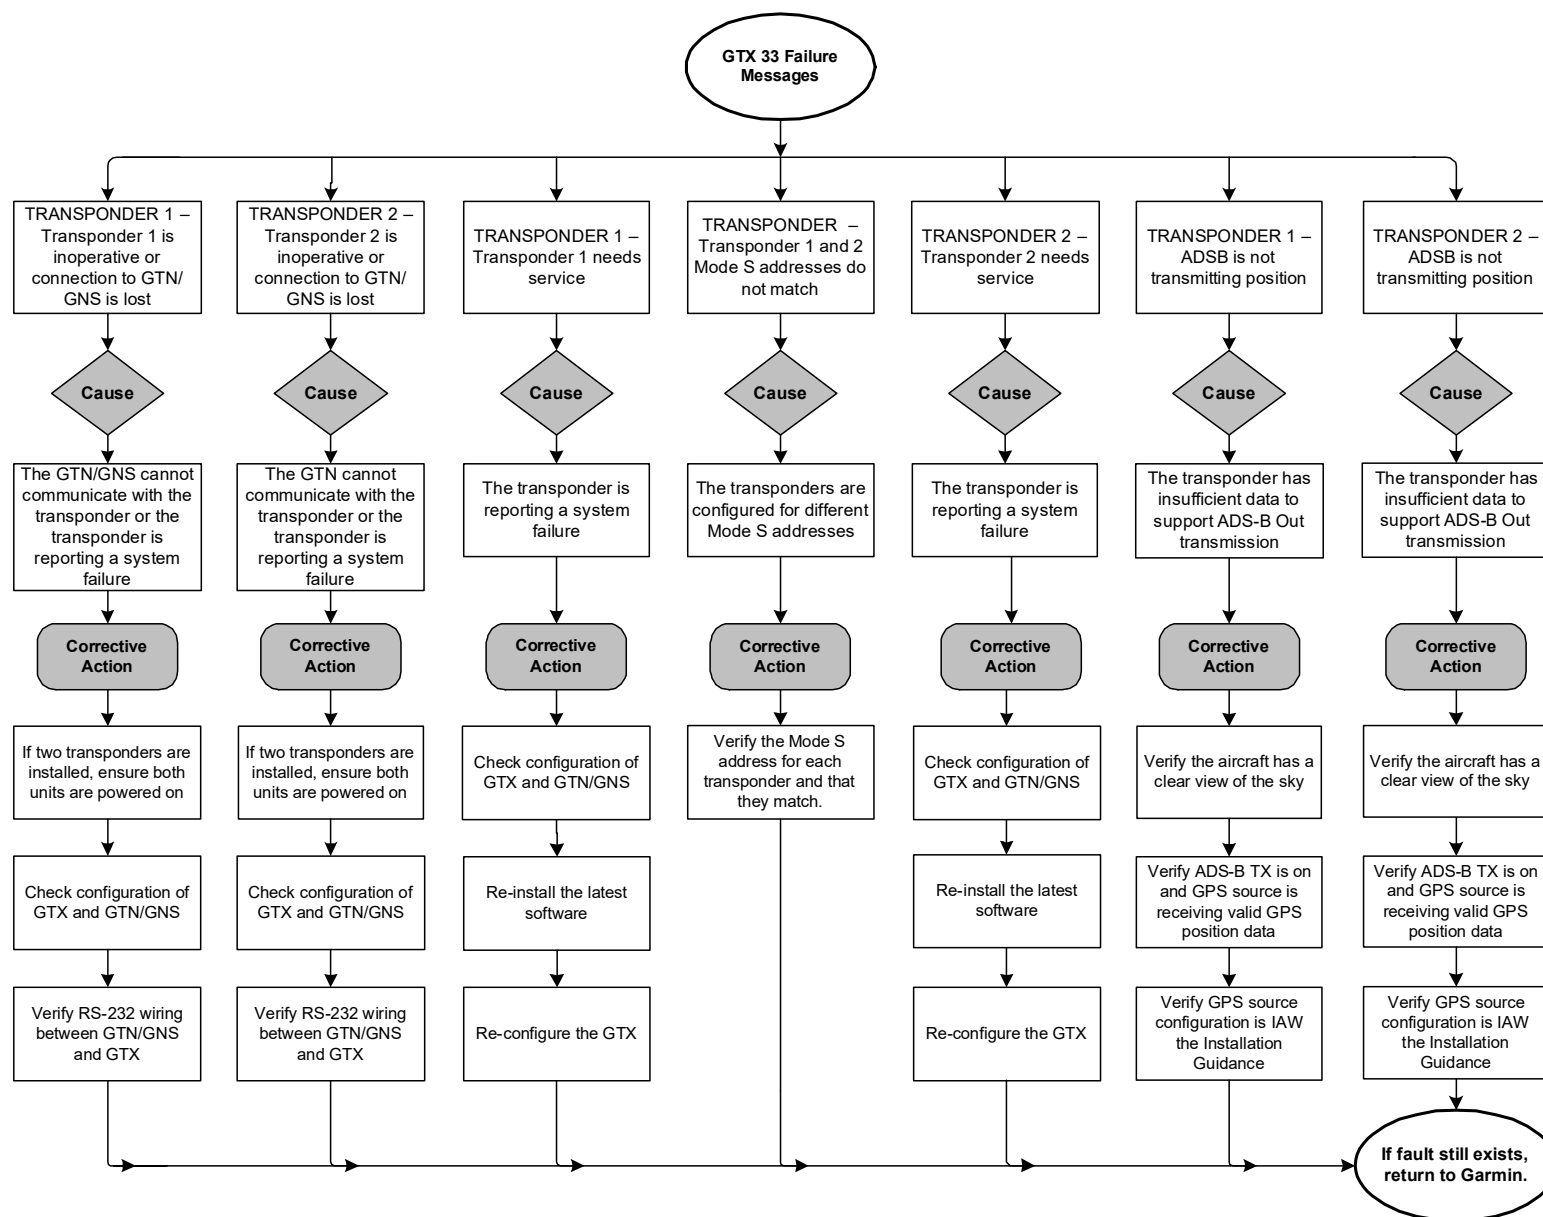 GTX 33 Failure
Messages
TRANSPONDER 1 –
Transponder 1 is
inoperative or
connection to GTN/
GNS is lost
TRANSPONDER 2 –
Transponder 2 is
inoperative or
connection to GTN/
GNS is lost
TRANSPONDER 1 –
Transponder 1 needs
service
TRANSPONDER –
Transponder 1 and 2
Mode S addresses do
not match
TRANSPONDER 2 –
Transponder 2 needs
service
TRANSPONDER 1 –
ADSB is not
transmitting position
TRANSPONDER 2 –
ADSB is not
transmitting position
Cause
Cause
Cause
Cause
Cause
Cause
Cause
The GTN/GNS cannot
communicate with the
transponder or the
transponder is
reporting a system
failure
The GTN cannot
communicate with the
transponder or the
transponder is
reporting a system
failure
The transponder is
reporting a system
failure
The transponders are
configured for different
Mode S addresses
The transponder is
reporting a system
failure
The transponder has
insufficient data to
support ADS-B Out
transmission
The transponder has
insufficient data to
support ADS-B Out
transmission
Corrective
Action
Corrective
Action
Corrective
Action
Corrective
Action
Corrective
Action
Corrective
Action
Corrective
Action
If two transponders are
installed, ensure both
units are powered on
If two transponders are
installed, ensure both
units are powered on
Check configuration of
GTX and GTN/GNS
Verify the Mode S
address for each
transponder and that
they match.
Check configuration of
GTX and GTN/GNS
Verify the aircraft has a
clear view of the sky
Verify the aircraft has a
clear view of the sky
Check configuration of
GTX and GTN/GNS
Check configuration of
GTX and GTN/GNS
Re-install the latest
software
Re-install the latest
software
Verify ADS-B TX is on
and GPS source is
receiving valid GPS
position data
Verify ADS-B TX is on
and GPS source is
receiving valid GPS
position data
Verify RS-232 wiring
between GTN/GNS
and GTX
Verify RS-232 wiring
between GTN/GNS
and GTX
Re-configure the GTX
Re-configure the GTX
Verify GPS source
configuration is IAW
the Installation
Guidance
Verify GPS source
configuration is IAW
the Installation
Guidance
If fault still exists,
return to Garmin.